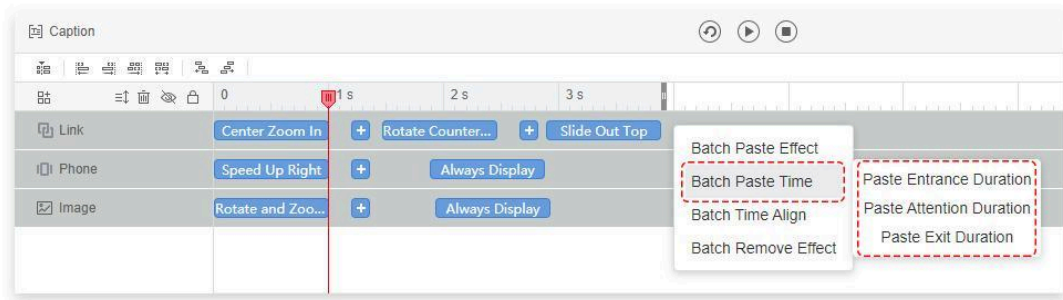 Caption
0 1 s 2 s 3 s
Link Center Zoom In + Rotate Counter... + Slide Out Top
Phone Speed Up Right + Always Display
Image Rotate and Zoo... + Always Display
Batch Paste Effect
Batch Paste Time
Batch Time Align
Batch Remove Effect
Paste Entrance Duration
Paste Attention Duration
Paste Exit Duration